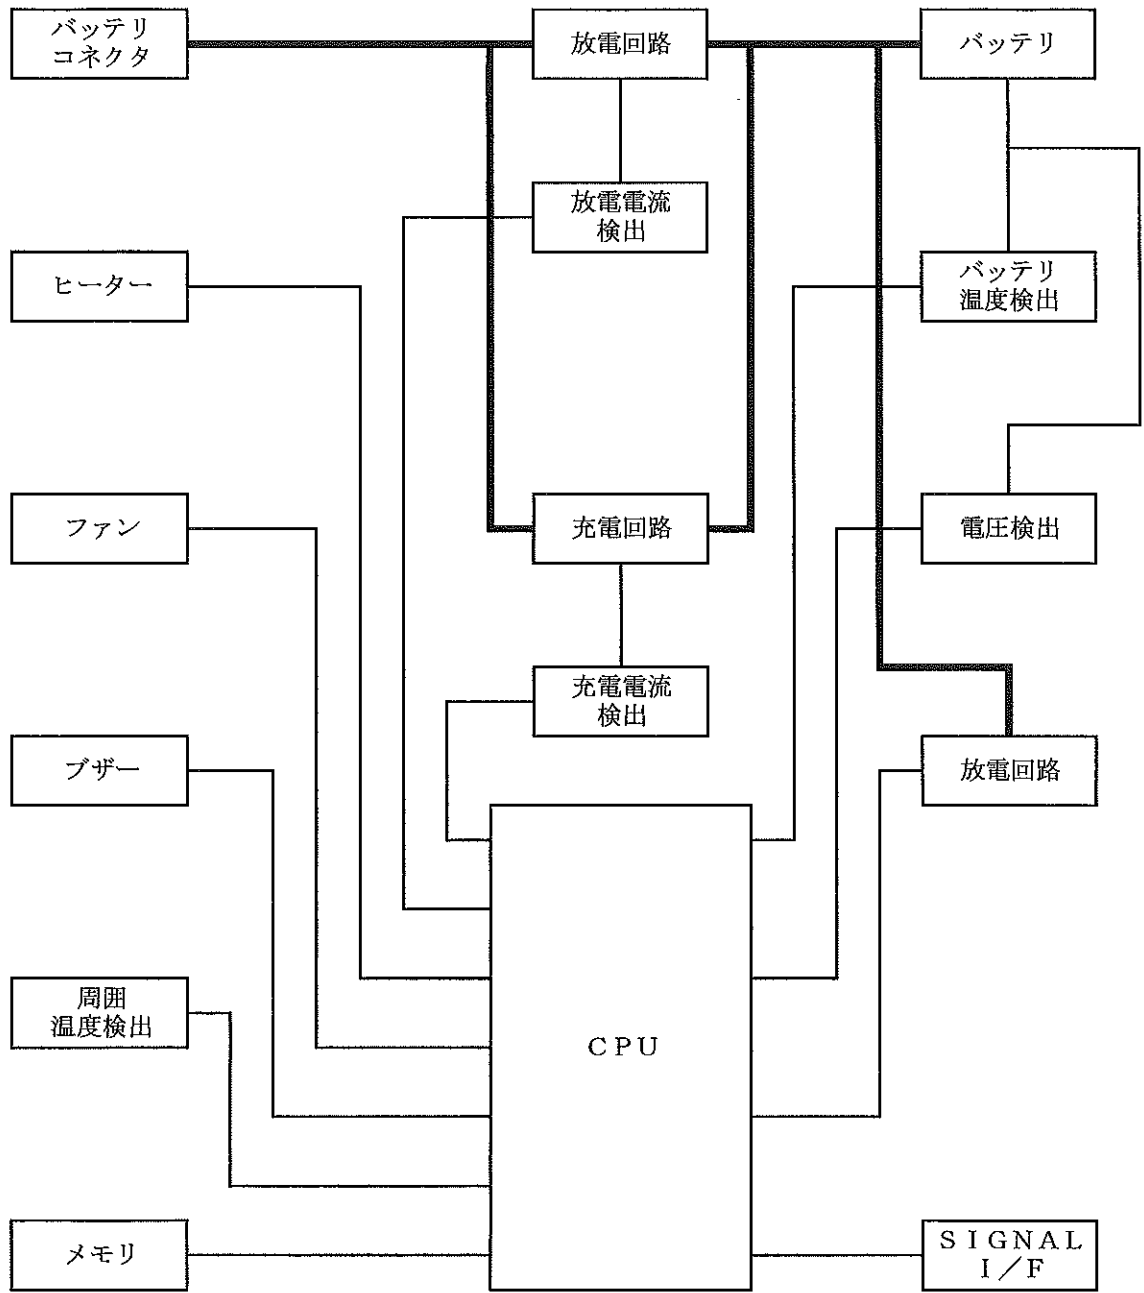 バッテリ
コネクタ
放電回路
バッテリ
放電電流
検出
ヒーター
バッテリ
温度検出
ファン
充電回路
電圧検出
充電電流
検出
ブザー
放電回路
周囲
温度検出
ＣＰＵ
メモリ
ＳＩＧＮＡＬ
Ｉ／Ｆ